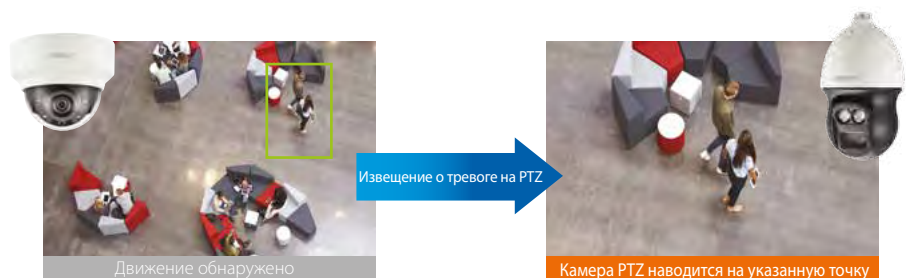 Извещение о тревоге на PTZ
Движение обнаружено
Камера PTZ наводится на указанную точку